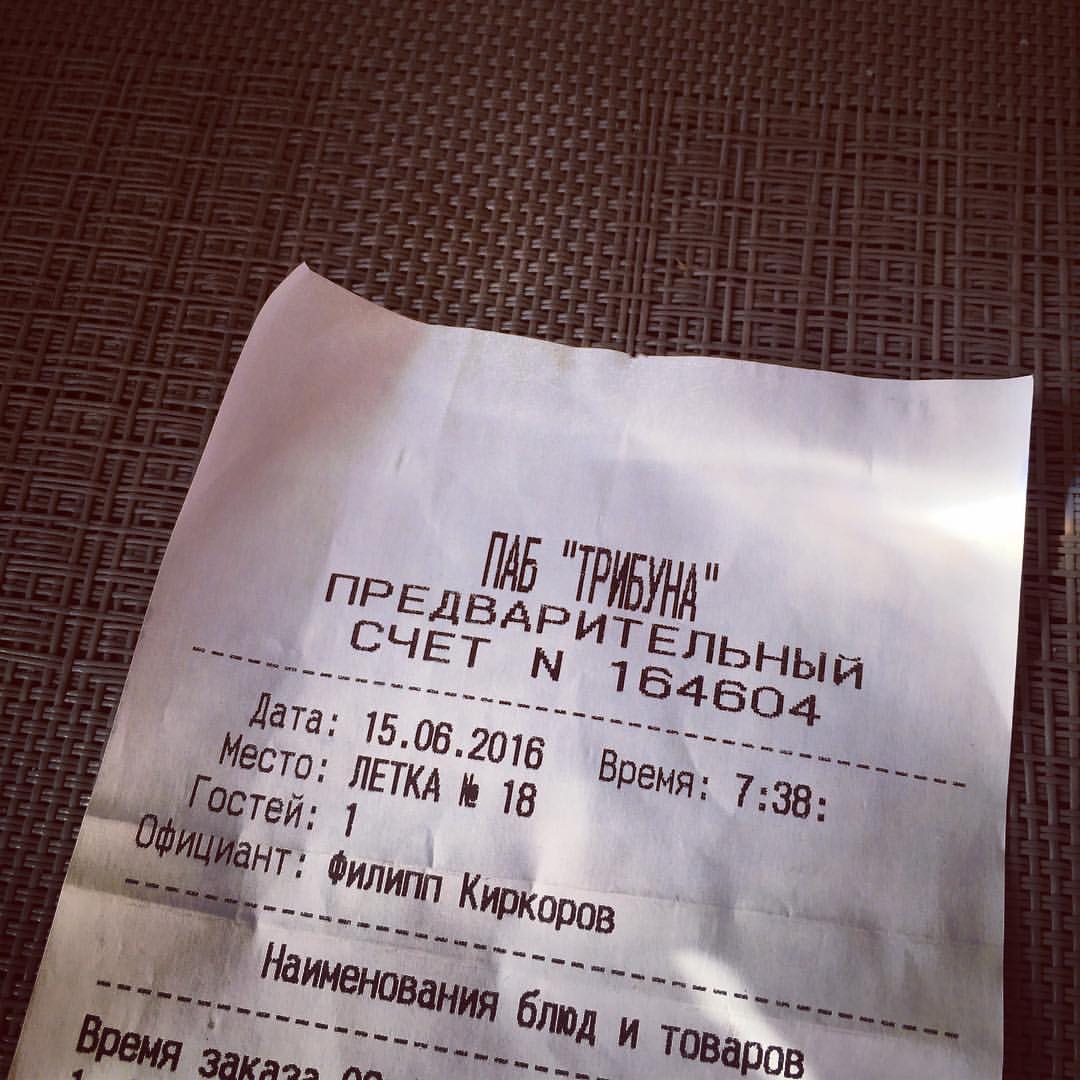 ПАБ "ТРИБУНА"
ПРЕДВАРИТЕЛЬНЫЙ
СЧЕТ N 164604
Дата: 15.06.2016 Время: 7:38:
Место: ЛЕТКА № 18
Гостей: 1
Официант: Филипп Киркоров
Наименования блюд и товаров
Время заказа